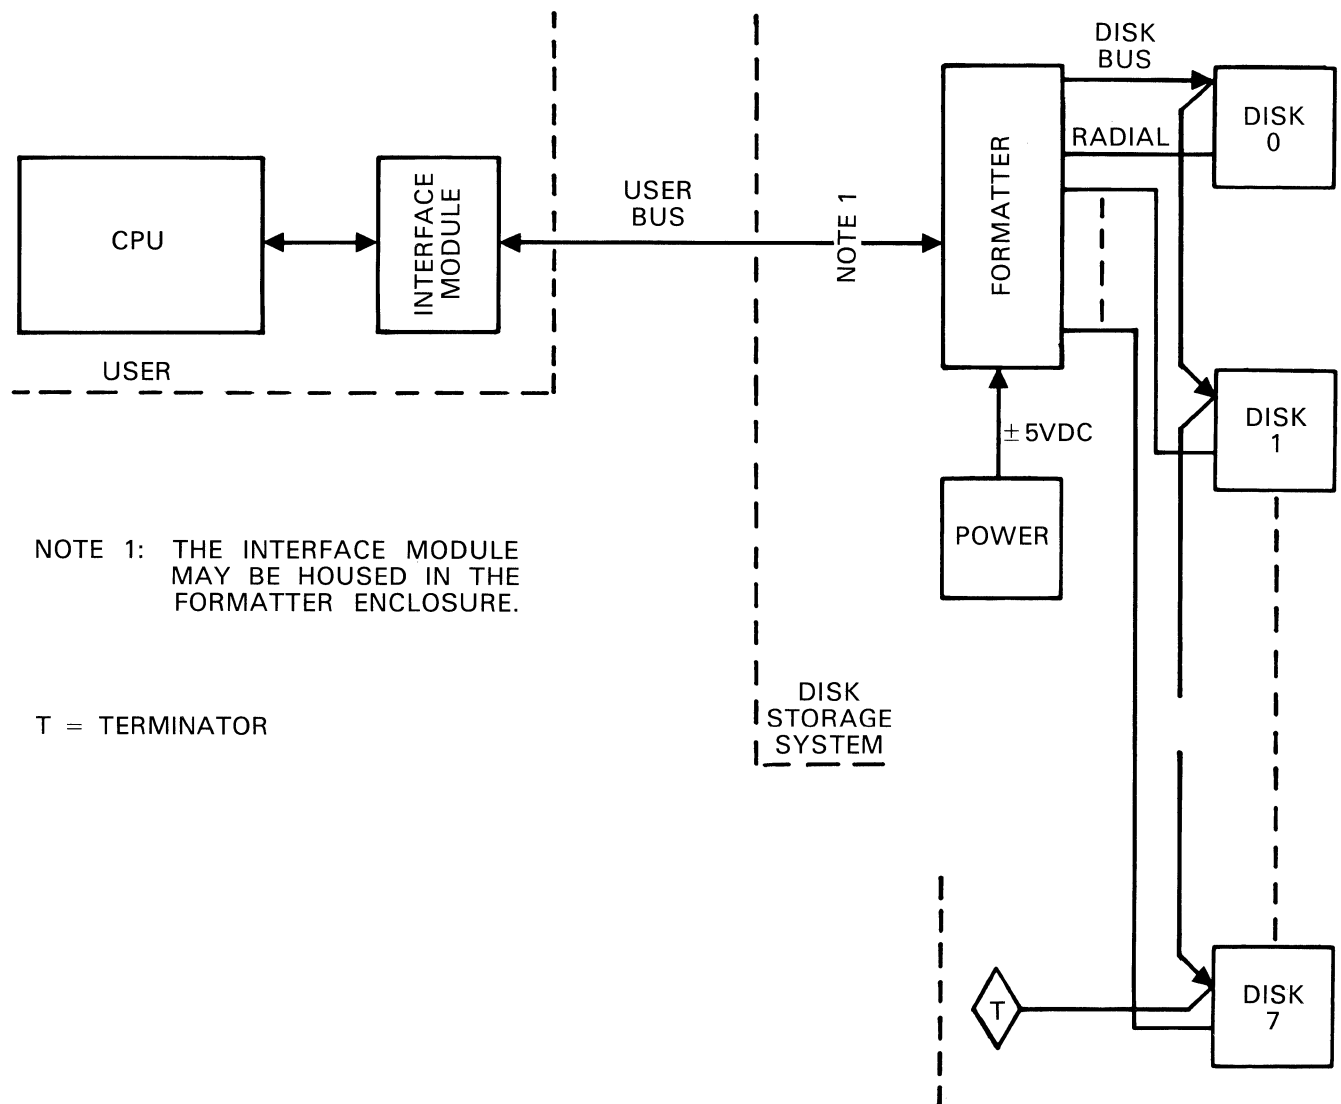 DISK
BUS
DISK
0
RADIAL
FORMATTER
CPU
INTERFACE
MODULE
USER
BUS
NOTE 1
USER
DISK
1
±5VDC
POWER
NOTE 1: THE INTERFACE MODULE
MAY BE HOUSED IN THE
FORMATTER ENCLOSURE.
DISK
STORAGE
SYSTEM
T = TERMINATOR
T
DISK
7